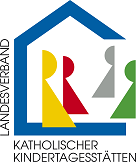 LANDESVERBAND
KATHOLISCHER
KINDERTAGESSTÄTTEN